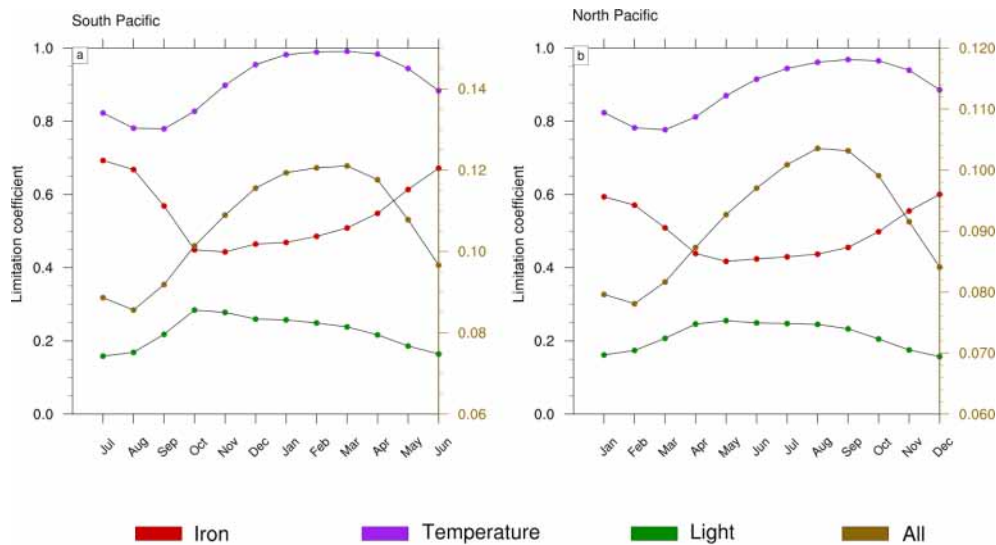 South Pacific
North Pacific
a
b
1.0
0.8
0.6
0.4
0.2
0.0
Limitation coefficient
0.14
0.12
0.10
0.08
0.06
Jul Aug Sep Oct Nov Dec Jan Feb Mar Apr May Jun
1.0
0.8
0.6
0.4
0.2
0.0
Limitation coefficient
0.120
0.110
0.100
0.090
0.080
0.070
0.060
Jan Feb Mar Apr May Jun Jul Aug Sep Oct Nov Dec
Iron Temperature Light All